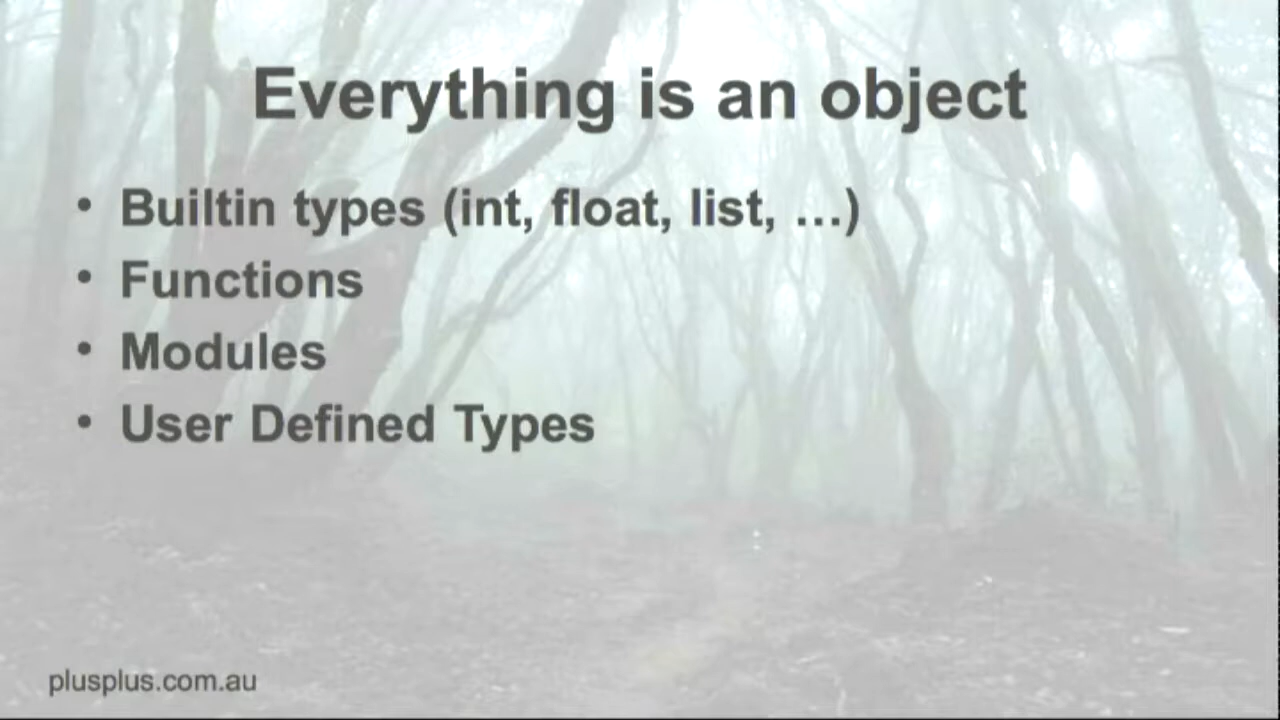 Everything is an object
• Builtin types (int, float, list, …)
• Functions
• Modules
• User Defined Types
plusplus.com.au